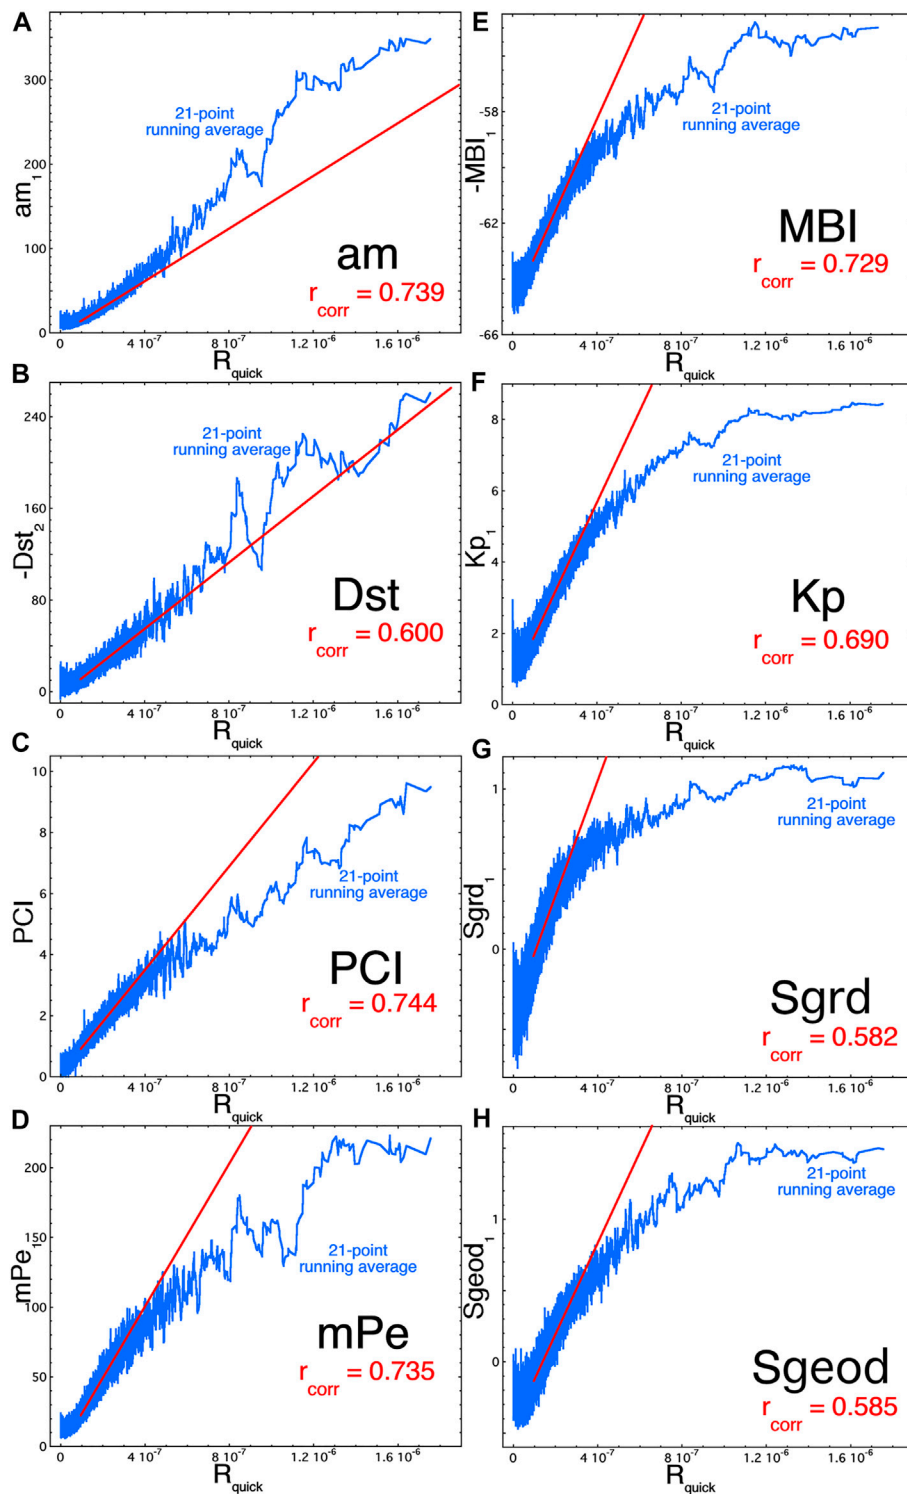 A
am1
300
200
100
0
21-point
running average
am
rcorr = 0.739
0
4 10-7
8 10-7
1.2 10-6
1.6 10-6
Rquick
B
-Dst2
240
160
80
0
21-point
running average
Dst
rcorr = 0.600
0
4 10-7
8 10-7
1.2 10-6
1.6 10-6
Rquick
C
PCI
10
8
6
4
2
0
21-point
running average
PCI
rcorr = 0.744
0
4 10-7
8 10-7
1.2 10-6
1.6 10-6
Rquick
D
mPe1
200
150
100
50
0
21-point
running average
mPe
rcorr = 0.735
0
4 10-7
8 10-7
1.2 10-6
1.6 10-6
Rquick
E
-MBI1
-58
-62
-66
21-point
running average
MBI
rcorr = 0.729
0
4 10-7
8 10-7
1.2 10-6
1.6 10-6
Rquick
F
Kp1
8
6
4
2
0
21-point
running average
Kp
rcorr = 0.690
0
4 10-7
8 10-7
1.2 10-6
1.6 10-6
Rquick
G
Sgrd1
1
0
21-point
running average
Sgrd
rcorr = 0.582
0
4 10-7
8 10-7
1.2 10-6
1.6 10-6
Rquick
H
Sgeod1
1
0
21-point
running average
Sgeod
rcorr = 0.585
0
4 10-7
8 10-7
1.2 10-6
1.6 10-6
Rquick